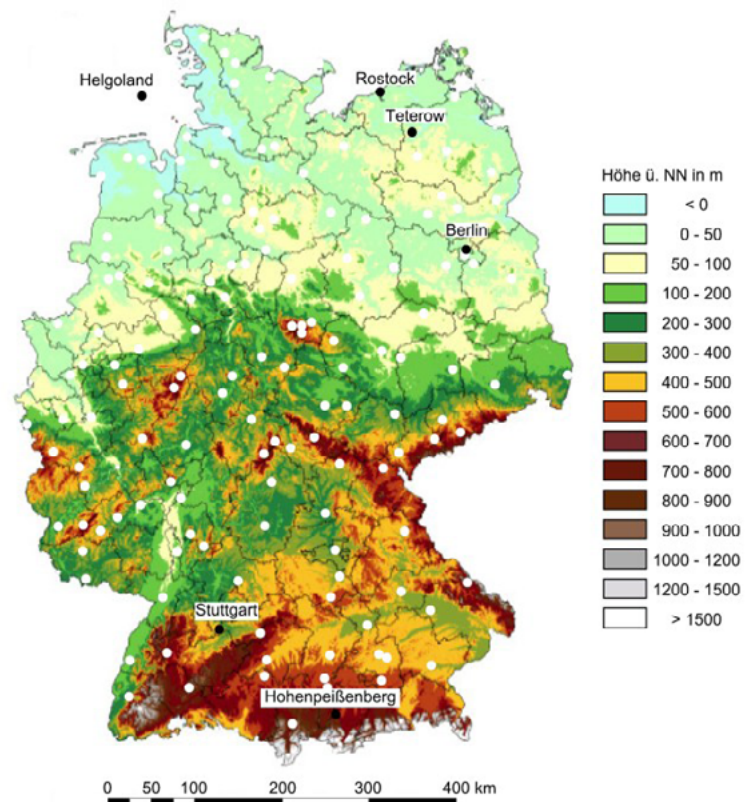 Helgoland
Rostock
Teterow
Berlin
Stuttgart
Hohenpeißenberg
Höhe ü. NN in m
< 0
0 - 50
50 - 100
100 - 200
200 - 300
300 - 400
400 - 500
500 - 600
600 - 700
700 - 800
800 - 900
900 - 1000
1000 - 1200
1200 - 1500
> 1500
0 50 100 200 300 400 km